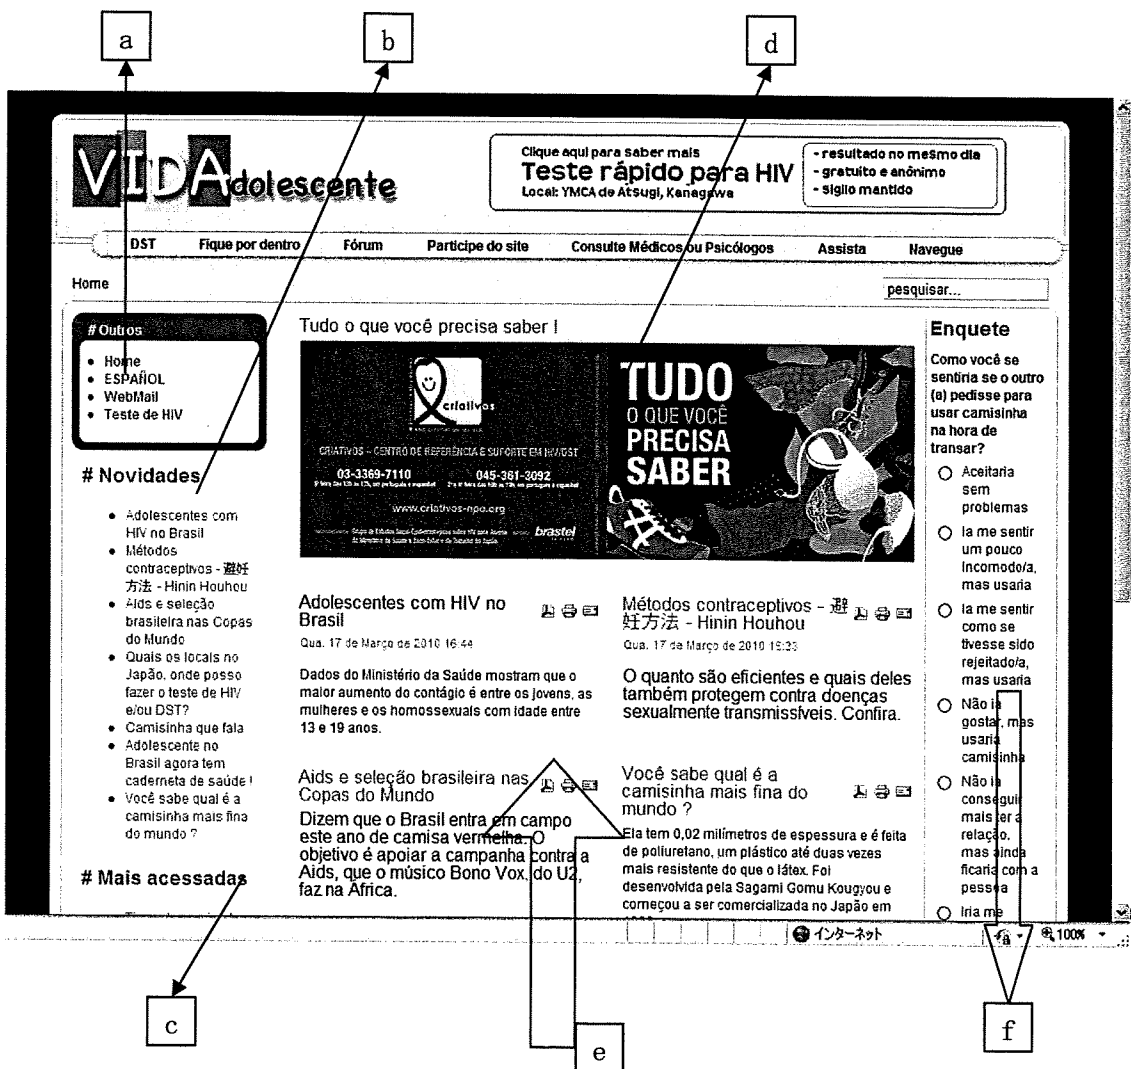 a
b
d
VIDAdolescente
Clique aqui para saber mais
Teste rápido para HIV
Local: YMCA de Atsugi, Kanagawa
- resultado no mesmo dia
- gratuito e anônimo
- sigilo mantido
DST
Fique por dentro
Fórum
Participe do site
Consulte Médicos ou Psicólogos
Assista
Navegue
Home
pesquisar...
# Outros
Home
ESPAÑOL
WebMail
Teste de HIV
# Novidades
Adolescentes com
HIV no Brasil
Métodos
contraceptivos - 避妊
方法 - Hinin Houhou
Aids e seleção
brasileira nas Copas
do Mundo
Quais os locais no
Japão, onde posso
fazer o teste de HIV
e/ou DST?
Camisinha que fala
Adolescente no
Brasil agora tem
caderneta de saúde !
Você sabe qual é a
camisinha mais fina
do mundo ?
# Mais acessadas
Tudo o que você precisa saber !
criativos
CRIATIVOS - CENTRO DE REFERÊNCIA E SUPORTE EM HIV/DST
03-3369-7110
045-361-3092
www.criativos-npo.org
brastel
TUDO
O QUE VOCÊ
PRECISA
SABER
Adolescentes com HIV no
Brasil
Qua, 17 de Março de 2010 16:44
Dados do Ministério da Saúde mostram que o
maior aumento do contágio é entre os jovens, as
mulheres e os homossexuais com idade entre
13 e 19 anos.
Métodos contraceptivos - 避
妊方法 - Hinin Houhou
Qua, 17 de Março de 2010 15:23
O quanto são eficientes e quais deles
também protegem contra doenças
sexualmente transmissíveis. Confira.
Aids e seleção brasileira nas
Copas do Mundo
Dizem que o Brasil entra em campo
este ano de camisa vermelha. O
objetivo é apoiar a campanha contra a
Aids, que o músico Bono Vox, do U2,
faz na África.
Você sabe qual é a
camisinha mais fina do
mundo ?
Ela tem 0,02 milímetros de espessura e é feita
de poliuretano, um plástico até duas vezes
mais resistente do que o látex. Foi
desenvolvida pela Sagami Gomu Kougyou e
começou a ser comercializada no Japão em
Enquete
Como você se
sentiria se o outro
(a) pedisse para
usar camisinha
na hora de
transar?
Aceitaria
sem
problemas
Ia me sentir
um pouco
incomodo/a,
mas usaria
Ia me sentir
como se
tivesse sido
rejeitado/a,
mas usaria
Não ia
gostar, mas
usaria
camisinha
Não ia
conseguir
mais ter a
relação,
mas ainda
ficaria com a
pessoa
Iria me
インターネット
100%
c
e
f